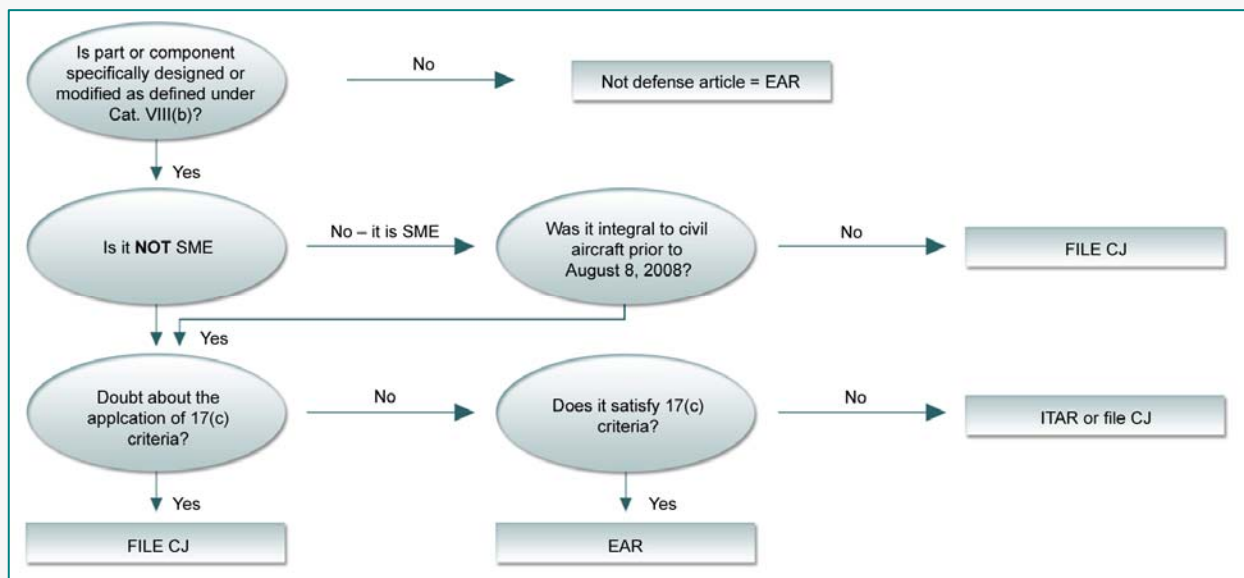 Is part or component
specifically designed or
modified as defined under
Cat. VIII(b)?
No
Not defense article = EAR
Yes
Is it NOT SME
No – it is SME
Was it integral to civil
aircraft prior to
August 8, 2008?
No
FILE CJ
Yes
Doubt about the
applcation of 17(c)
criteria?
No
Does it satisfy 17(c)
criteria?
No
ITAR or file CJ
Yes
Yes
FILE CJ
EAR